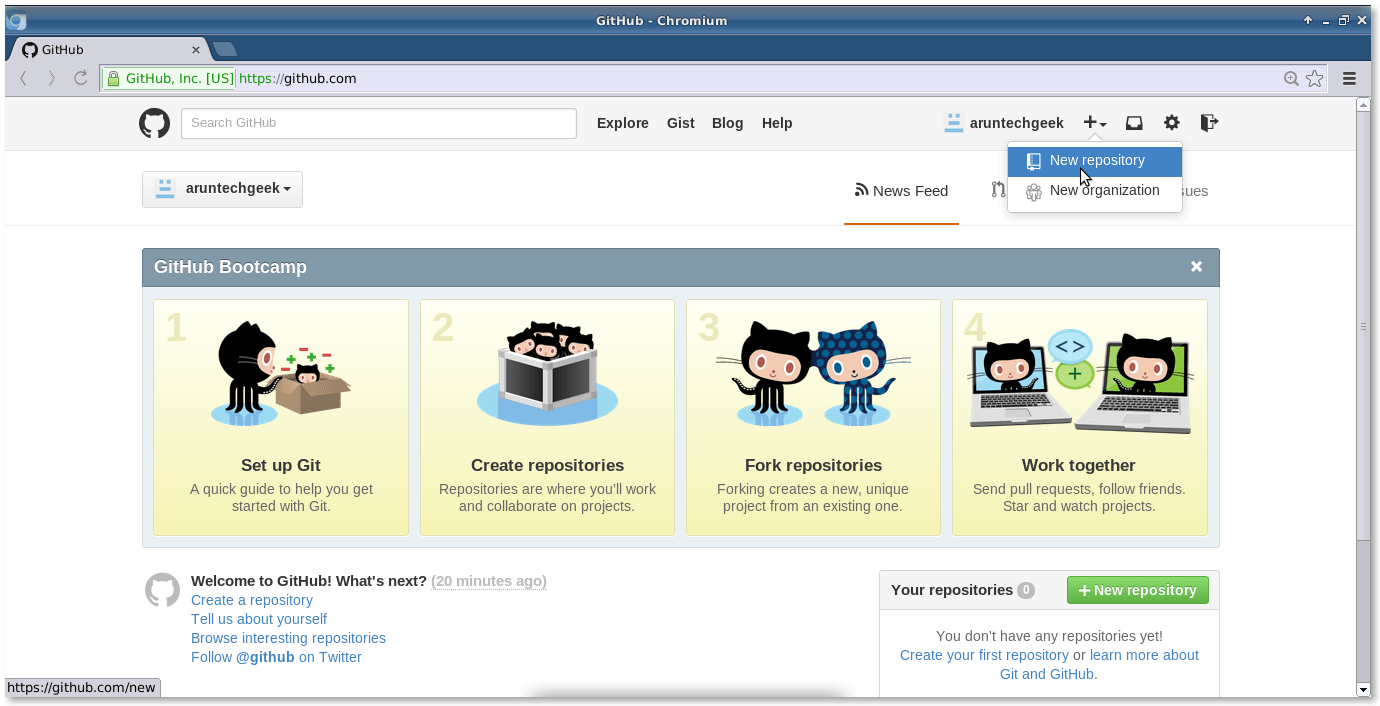 GitHub - Chromium
GitHub
GitHub, Inc. [US] https://github.com
Search GitHub
Explore Gist Blog Help
aruntechgeek
New repository
New organization
aruntechgeek
News Feed
sues
GitHub Bootcamp
1
Set up Git
A quick guide to help you get
started with Git.
2
Create repositories
Repositories are where you'll work
and collaborate on projects.
3
Fork repositories
Forking creates a new, unique
project from an existing one.
4
Work together
Send pull requests, follow friends.
Star and watch projects.
Welcome to GitHub! What's next? (20 minutes ago)
Create a repository
Tell us about yourself
Browse interesting repositories
Follow @github on Twitter
Your repositories 0
New repository
You don't have any repositories yet!
Create your first repository or learn more about
Git and GitHub.
https://github.com/new